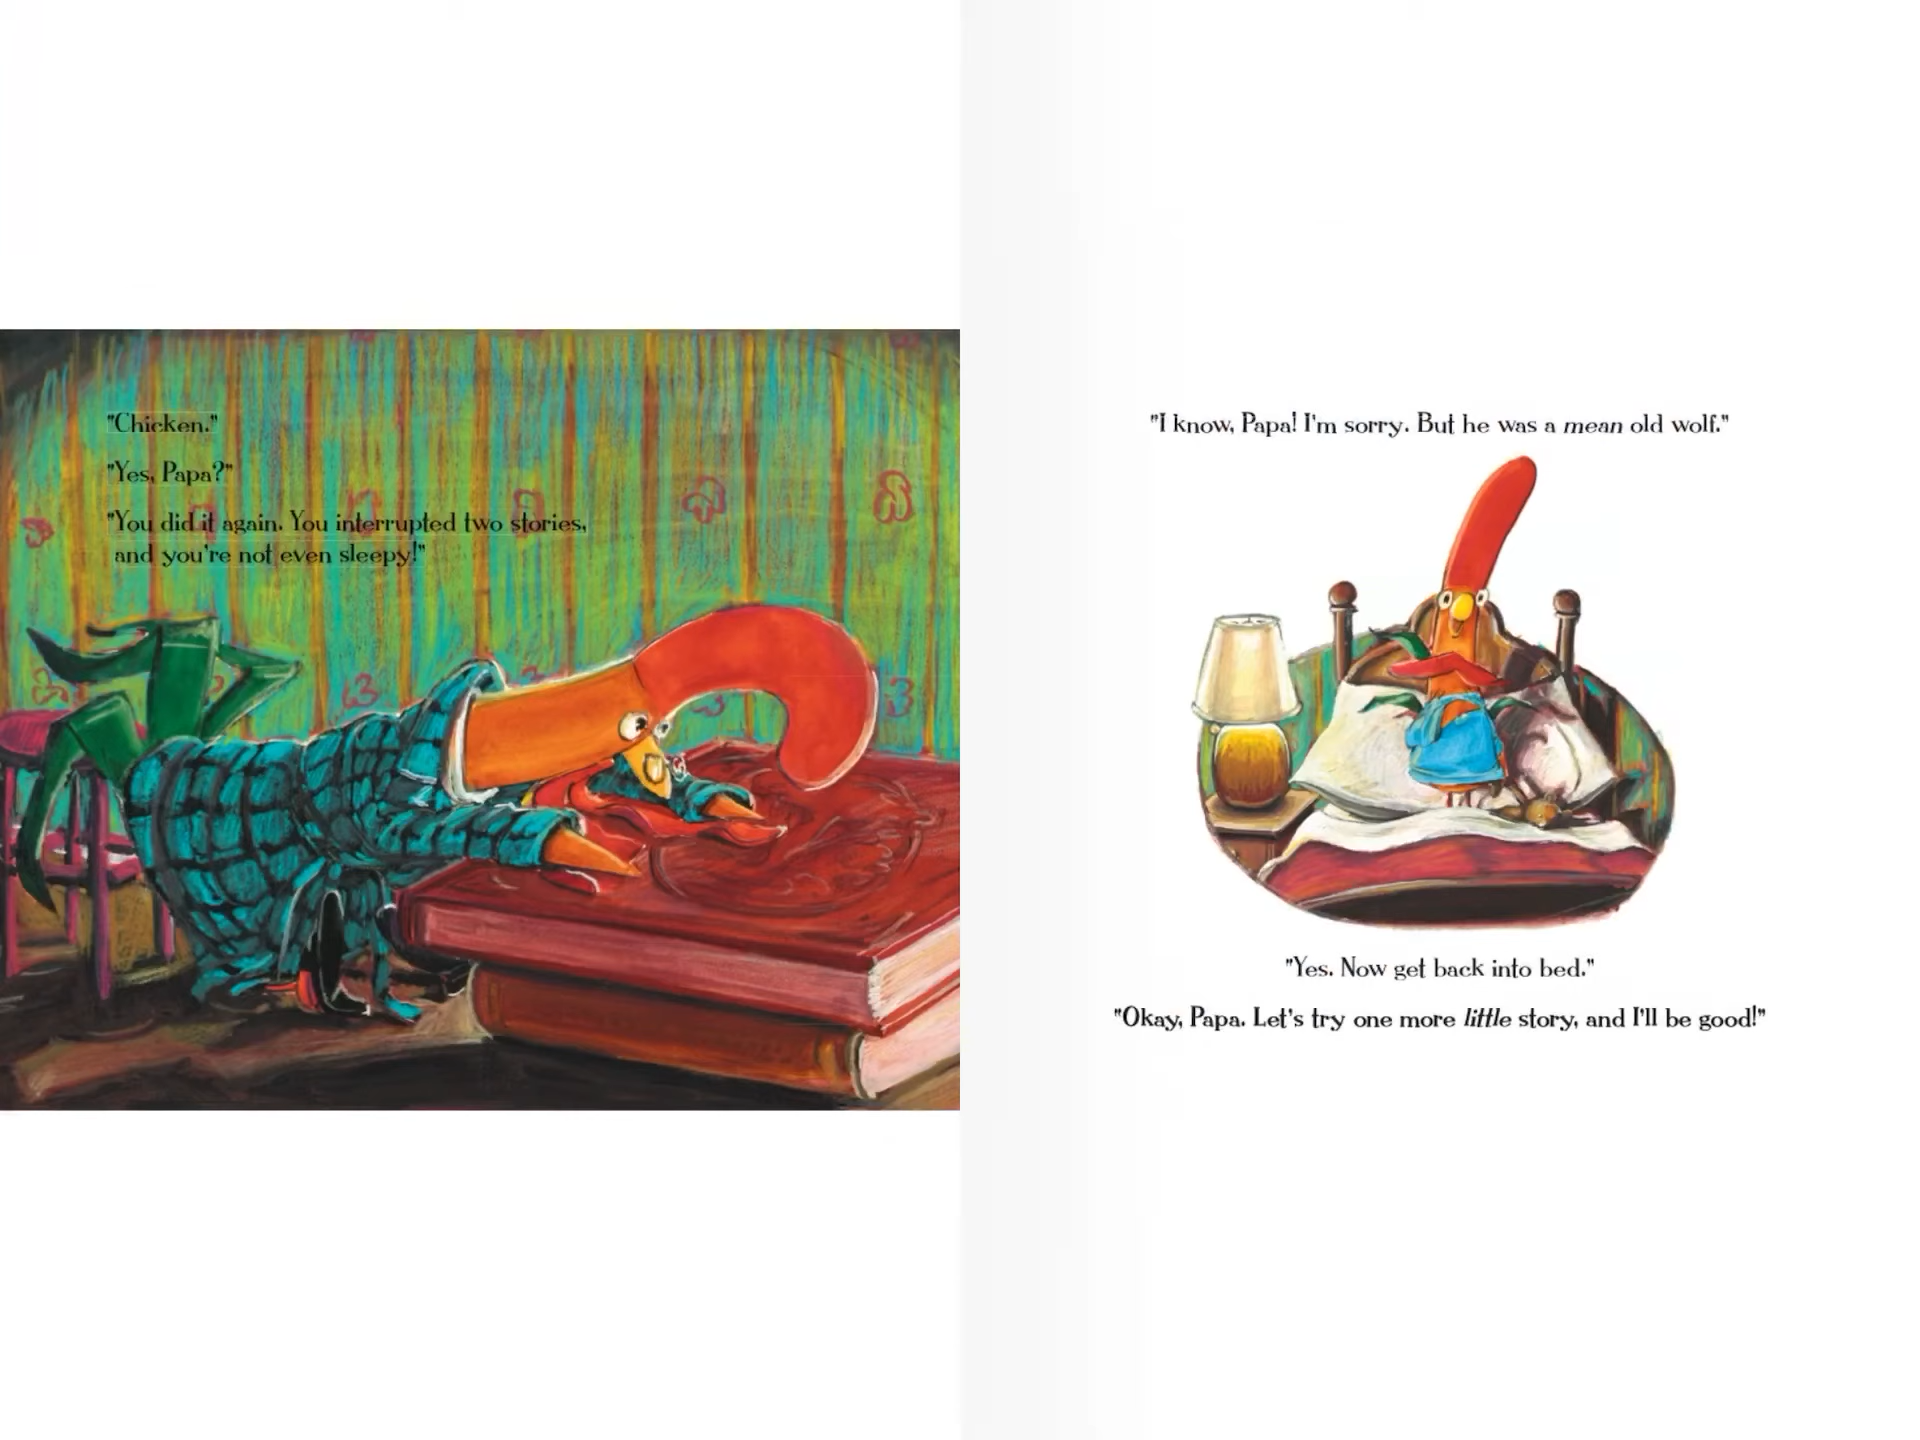 "Chicken."
"Yes, Papa?"
"You did it again. You interrupted two stories,
and you're not even sleepy!"
"I know, Papa! I'm sorry. But he was a mean old wolf."
"Yes. Now get back into bed."
"Okay, Papa. Let's try one more little story, and I'll be good!"